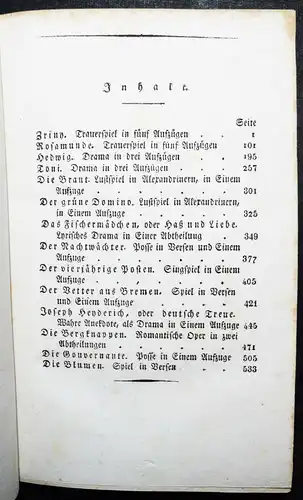 Inhalt.
Seite
Zriny. Trauerspiel in fünf Aufzügen . . 1
Rosamunde. Trauerspiel in fünf Aufzügen . 101
Hedwig. Drama in drei Aufzügen . . 195
Toni. Drama in drei Aufzügen . . . 257
Die Braut. Lustspiel in Alexandrinern, in Einem
Aufzuge . . . . . . 301
Der grüne Domino. Lustspiel in Alexandrinern,
in Einem Aufzuge . . . . . 325
Das Fischermädchen, oder Haß und Liebe.
Lyrisches Drama in Einer Abtheilung . . 349
Der Nachtwächter. Posse in Versen und Einem
Aufzuge . . . . . . 377
Der vierjährige Posten. Singspiel in Einem
Aufzuge . . . . . . 405
Der Vetter aus Bremen. Spiel in Versen
und Einem Aufzuge . . . . 421
Joseph Heyderich, oder deutsche Treue.
Wahre Anekdote, als Drama in Einem Aufzuge 445
Die Bergknappen. Romantische Oper in zwei
Abtheilungen . . . . . 471
Die Gouvernante. Posse in Einem Aufzuge 505
Die Blumen. Spiel in Versen . . . 533